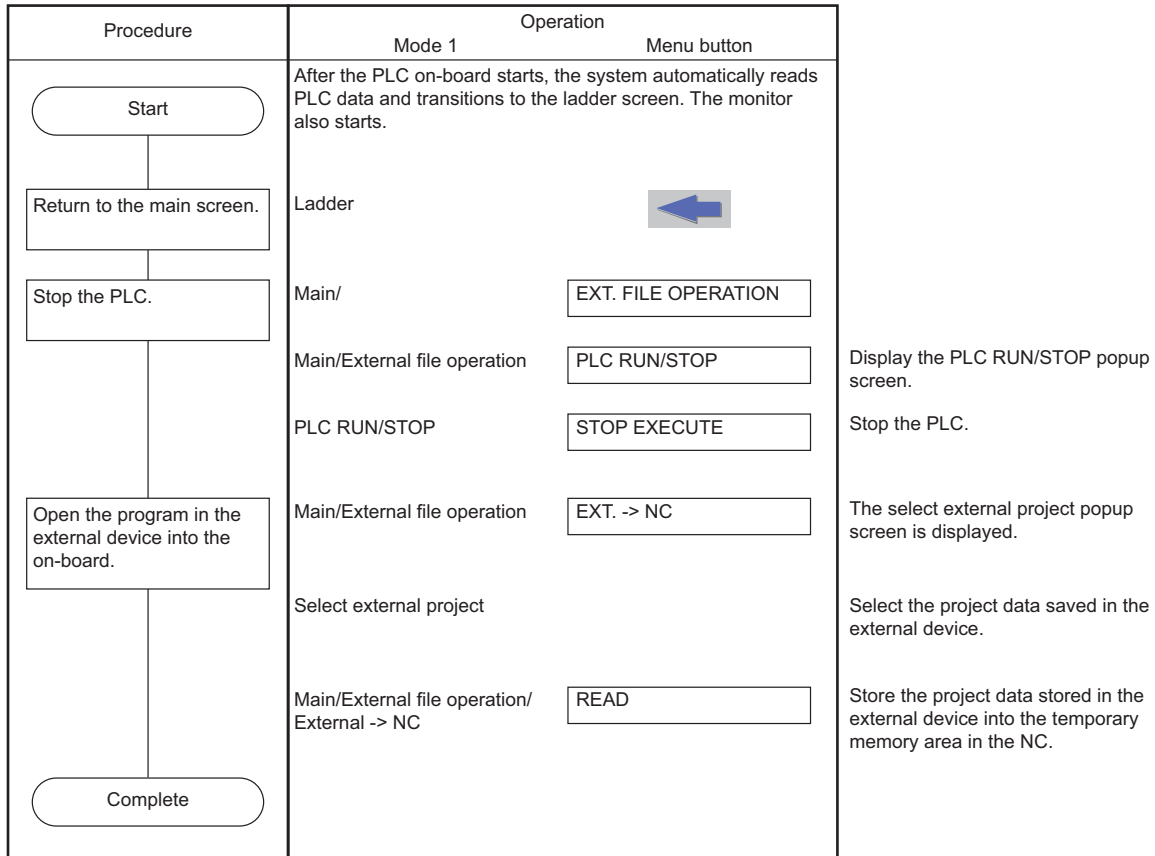 Procedure
Operation
Mode 1
Menu button
After the PLC on-board starts, the system automatically reads
PLC data and transitions to the ladder screen. The monitor
also starts.
Start
Return to the main screen.
Ladder
Stop the PLC.
Main/
EXT. FILE OPERATION
Main/External file operation
PLC RUN/STOP
Display the PLC RUN/STOP popup
screen.
PLC RUN/STOP
STOP EXECUTE
Stop the PLC.
Open the program in the
external device into the
on-board.
Main/External file operation
EXT. -> NC
The select external project popup
screen is displayed.
Select external project
Select the project data saved in the
external device.
Main/External file operation/
External -> NC
READ
Store the project data stored in the
external device into the temporary
memory area in the NC.
Complete